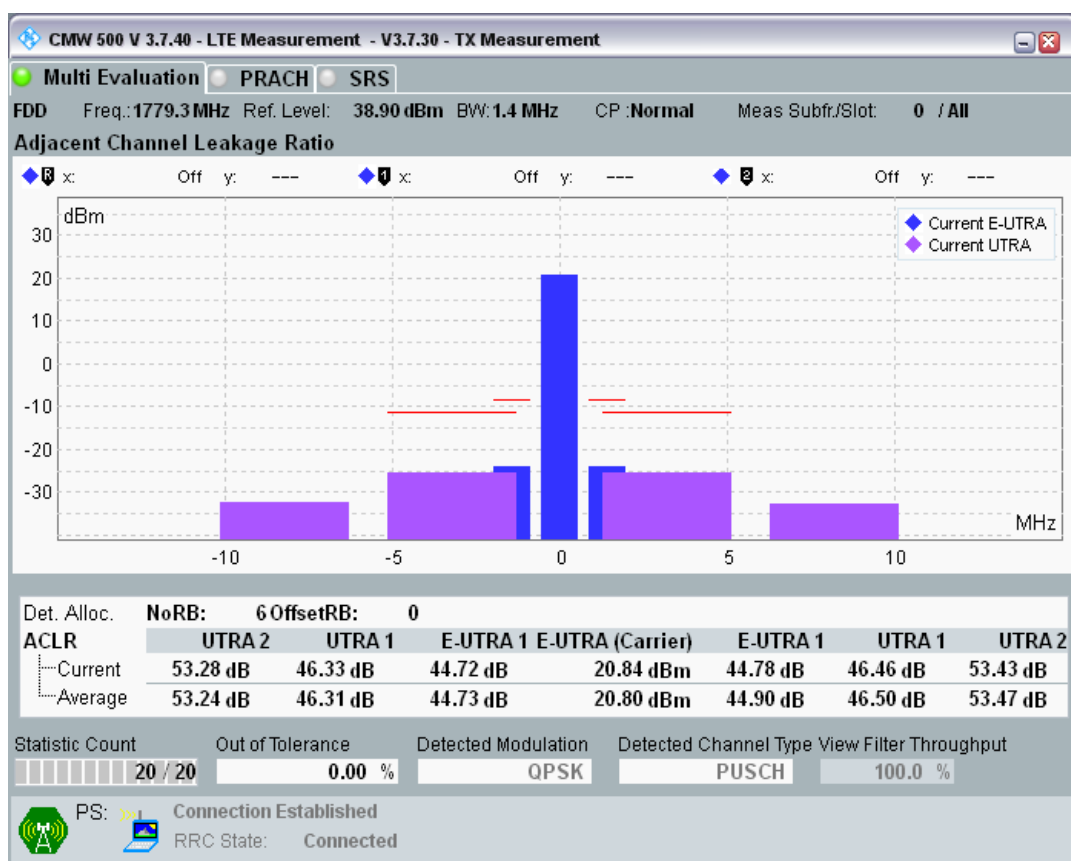 CMW 500 V 3.7.40 - LTE Measurement - V3.7.30 - TX Measurement
Multi Evaluation PRACH SRS
FDD Freq.: 1779.3 MHz Ref. Level: 38.90 dBm BW: 1.4 MHz CP :Normal Meas Subfr./Slot: 0 / All
Adjacent Channel Leakage Ratio
R x: Off y: --- 1 x: Off y: --- 2 x: Off y: ---
dBm
Current E-UTRA
Current UTRA
30
20
10
0
-10
-20
-30
MHz
-10 -5 0 5 10
Det. Alloc. NoRB: 6 OffsetRB: 0
ACLR UTRA 2 UTRA 1 E-UTRA 1 E-UTRA (Carrier) E-UTRA 1 UTRA 1 UTRA 2
Current 53.28 dB 46.33 dB 44.72 dB 20.84 dBm 44.78 dB 46.46 dB 53.43 dB
Average 53.24 dB 46.31 dB 44.73 dB 20.80 dBm 44.90 dB 46.50 dB 53.47 dB
Statistic Count Out of Tolerance Detected Modulation Detected Channel Type View Filter Throughput
20 / 20 0.00 % QPSK PUSCH 100.0 %
PS: Connection Established
RRC State: Connected